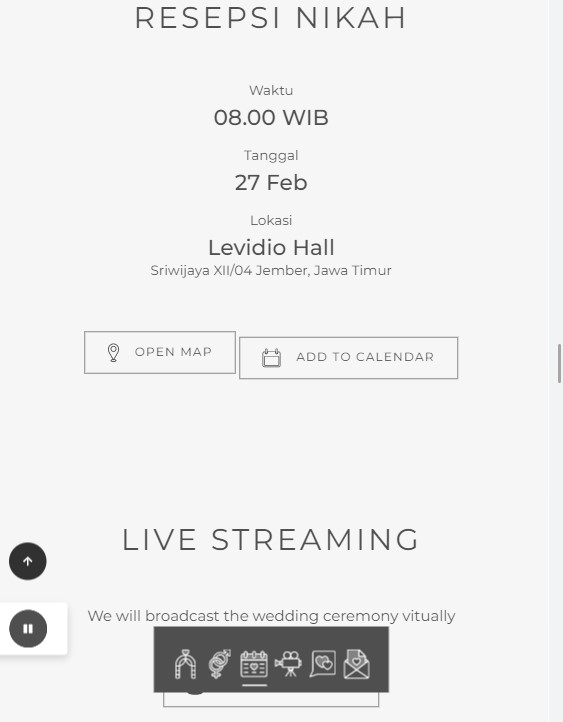 RESEPSI NIKAH
Waktu
08.00 WIB
Tanggal
27 Feb
Lokasi
Levidio Hall
Sriwijaya XII/04 Jember, Jawa Timur
OPEN MAP
ADD TO CALENDAR
LIVE STREAMING
We will broadcast the wedding ceremony vitually